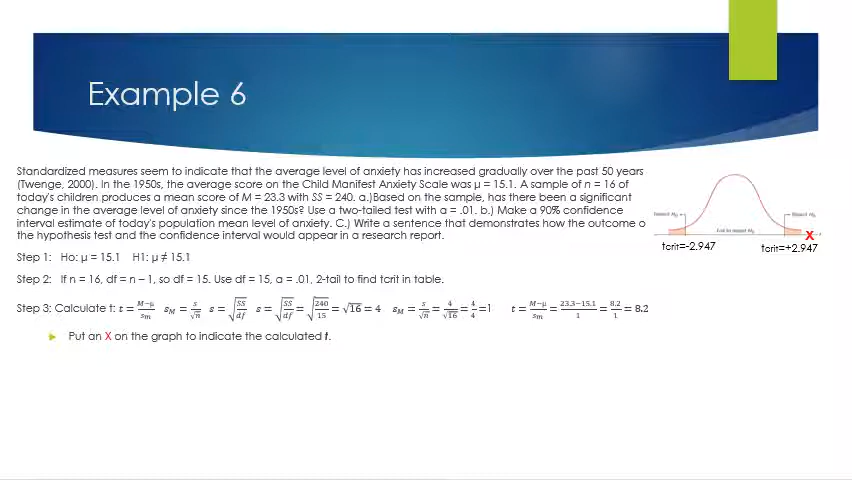 Example 6
Standardized measures seem to indicate that the average level of anxiety has increased gradually over the past 50 years
(Twenge, 2000). In the 1950s, the average score on the Child Manifest Anxiety Scale was μ = 15.1. A sample of n = 16 of
today's children produces a mean score of M = 23.3 with SS = 240. a.)Based on the sample, has there been a significant
change in the average level of anxiety since the 1950s? Use a two-tailed test with a = .01. b.) Make a 90% confidence
interval estimate of today's population mean level of anxiety. C.) Write a sentence that demonstrates how the outcome o
the hypothesis test and the confidence interval would appear in a research report.
X
tcrit=-2.947 tcrit=+2.947
Step 1: Ho: μ = 15.1 H1: μ ≠ 15.1
Step 2: If n = 16, df = n – 1, so df = 15. Use df = 15, a = .01, 2-tail to find tcrit in table.
Step 3: Calculate t: t = M−μ/sm sM = s/√n s = √SS/df s = √SS/df = √240/15 = √16 = 4 sM = s/√n = 4/√16 = 4/4 =1 t = M−μ/sm = 23.3−15.1/1 = 8.2/1 = 8.2
Put an X on the graph to indicate the calculated t.